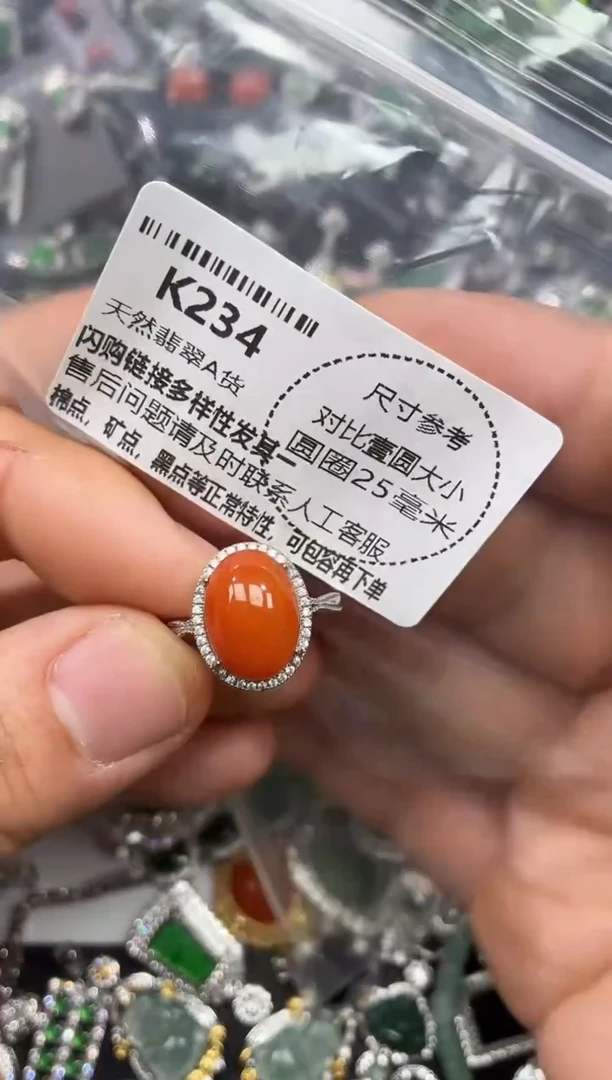 K234
天然翡翠A货
闪购链接多样性发其一
售后问题请及时联系人工客服
棉点，矿点，黑点等正常特性，可包容再下单
尺寸参考
对比壹圆大小
圆圈25毫米